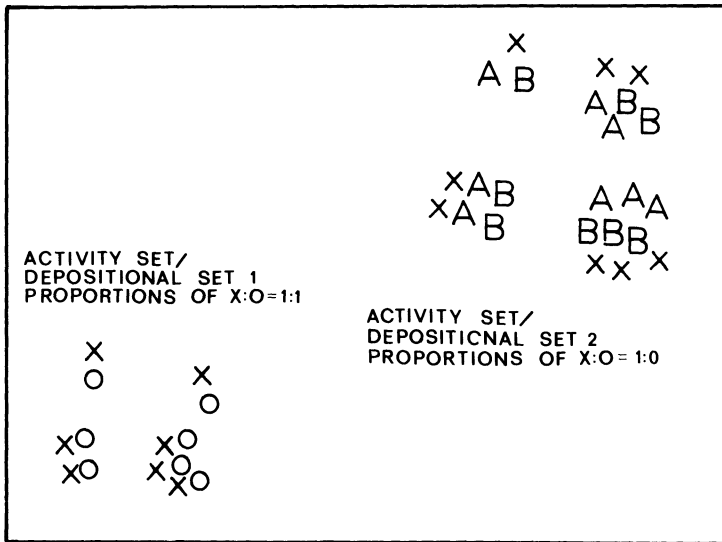 X
A B
X X
A B
A B
X A B
X A B
A A A
B B B
X X X
ACTIVITY SET/
DEPOSITIONAL SET 1
PROPORTIONS OF X:O=1:1
ACTIVITY SET/
DEPOSITICNAL SET 2
PROPORTIONS OF X:O= 1:0
X
O
X
O
X O
X O
X O
X O
X O